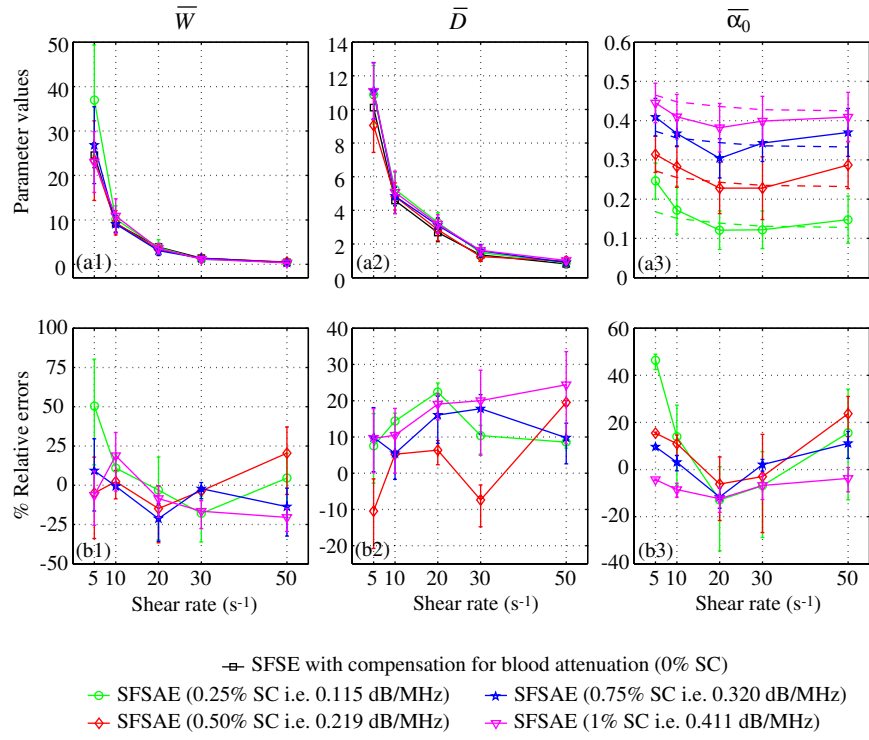 W̅ D̅ α̅₀
Parameter values
50
40
30
20
10
0
(a1)
14
12
10
8
6
4
2
0
(a2)
0.6
0.5
0.4
0.3
0.2
0.1
0
(a3)
% Relative errors
100
75
50
25
0
-25
-50
(b1)
5 10 20 30 50
Shear rate (s⁻¹)
40
30
20
10
0
-10
-20
(b2)
5 10 20 30 50
Shear rate (s⁻¹)
60
40
20
0
-20
-40
(b3)
5 10 20 30 50
Shear rate (s⁻¹)
SFSE with compensation for blood attenuation (0% SC)
SFSAE (0.25% SC i.e. 0.115 dB/MHz) SFSAE (0.75% SC i.e. 0.320 dB/MHz)
SFSAE (0.50% SC i.e. 0.219 dB/MHz) SFSAE (1% SC i.e. 0.411 dB/MHz)